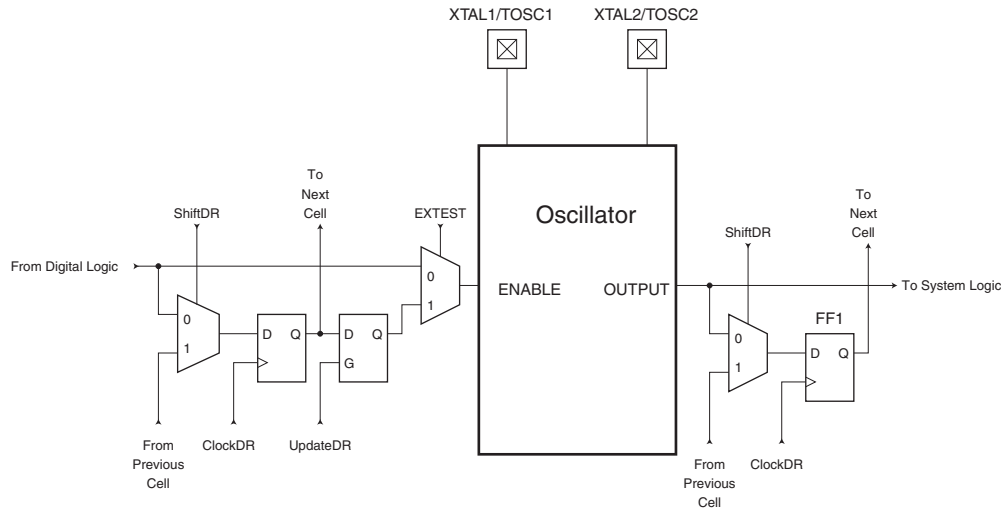 XTAL1/TOSC1
XTAL2/TOSC2
To
Next
Cell
ShiftDR
EXTEST
From Digital Logic
0
1
D
Q
D
Q
G
0
1
From
Previous
Cell
ClockDR
UpdateDR
Oscillator
ENABLE
OUTPUT
To
Next
Cell
ShiftDR
To System Logic
FF1
0
1
D
Q
From
Previous
Cell
ClockDR